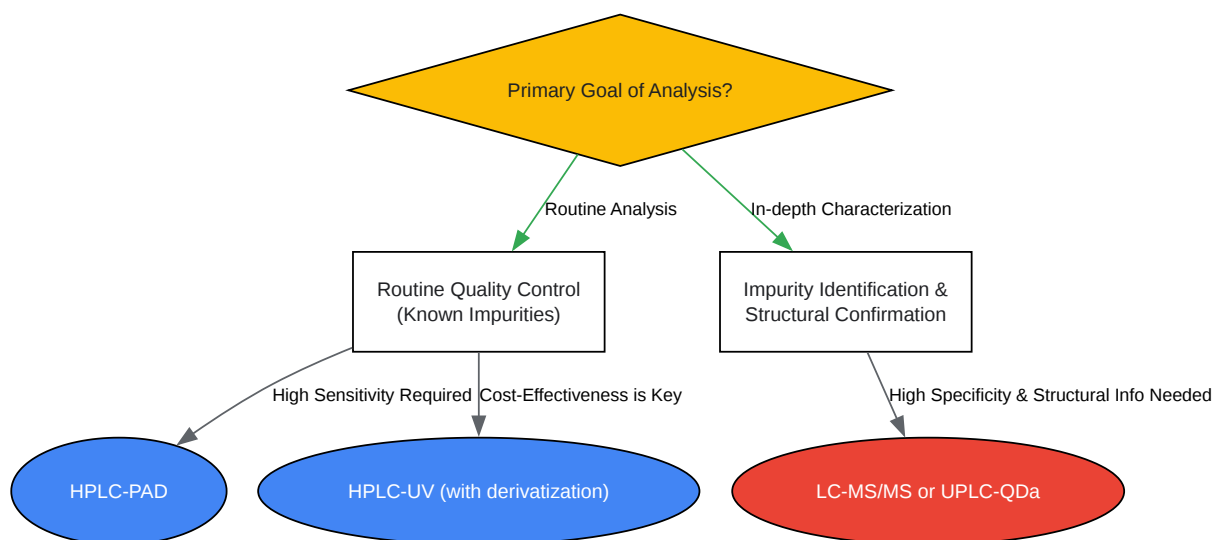 Primary Goal of Analysis?
Routine Analysis
In-depth Characterization
Routine Quality Control
(Known Impurities)
Impurity Identification &
Structural Confirmation
High Sensitivity Required
Cost-Effectiveness is Key
High Specificity & Structural Info Needed
HPLC-PAD
HPLC-UV (with derivatization)
LC-MS/MS or UPLC-QDa